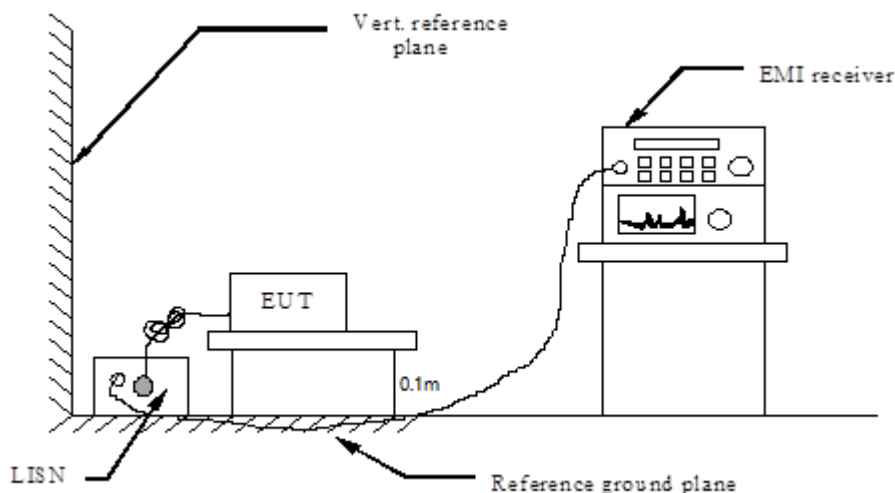 Vert. reference
plane
EMI receiver
EUT
0.1m
LISN
Reference ground plane